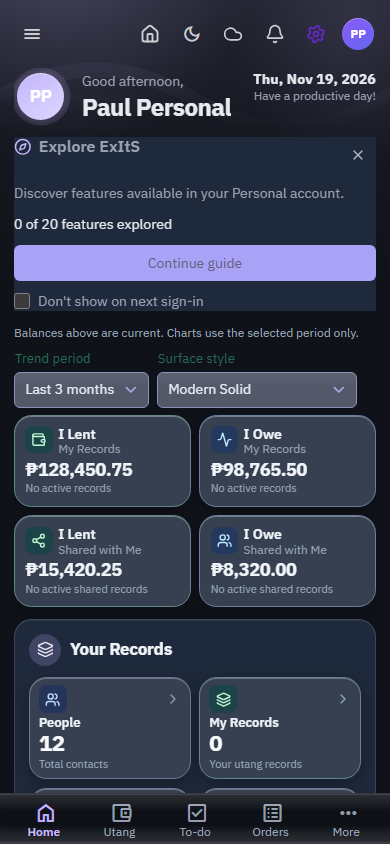 PP
PP
Good afternoon,
Paul Personal
Thu, Nov 19, 2026
Have a productive day!
Explore ExItS
Discover features available in your Personal account.
0 of 20 features explored
Continue guide
Don't show on next sign-in
Balances above are current. Charts use the selected period only.
Trend period
Surface style
Last 3 months
Modern Solid
I Lent
My Records
₱128,450.75
No active records
I Owe
My Records
₱98,765.50
No active records
I Lent
Shared with Me
₱15,420.25
No active shared records
I Owe
Shared with Me
₱8,320.00
No active shared records
Your Records
People
12
Total contacts
My Records
0
Your utang records
Home
Utang
To-do
Orders
More